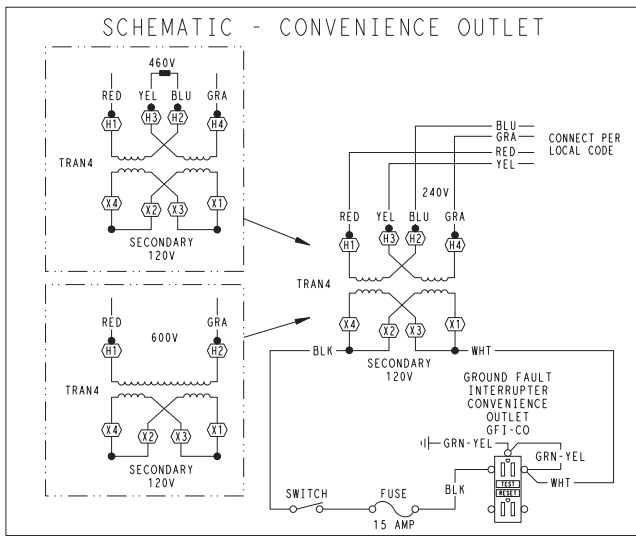 SCHEMATIC - CONVENIENCE OUTLET
460V
RED YEL BLU GRA
H1 H3 H2 H4
TRAN4
X4 X2 X3 X1
SECONDARY
120V
RED GRA
600V
H1 H2
TRAN4
X4 X2 X3 X1
SECONDARY
120V
BLU
GRA
RED
YEL
CONNECT PER
LOCAL CODE
240V
RED YEL BLU GRA
H1 H3 H2 H4
TRAN4
X4 X2 X3 X1
BLK
WHT
SECONDARY
120V
GROUND FAULT
INTERRUPTER
CONVENIENCE
OUTLET
GFI-CO
GRN-YEL
GRN-YEL
WHT
BLK
TEST
RESET
SWITCH
FUSE
15 AMP